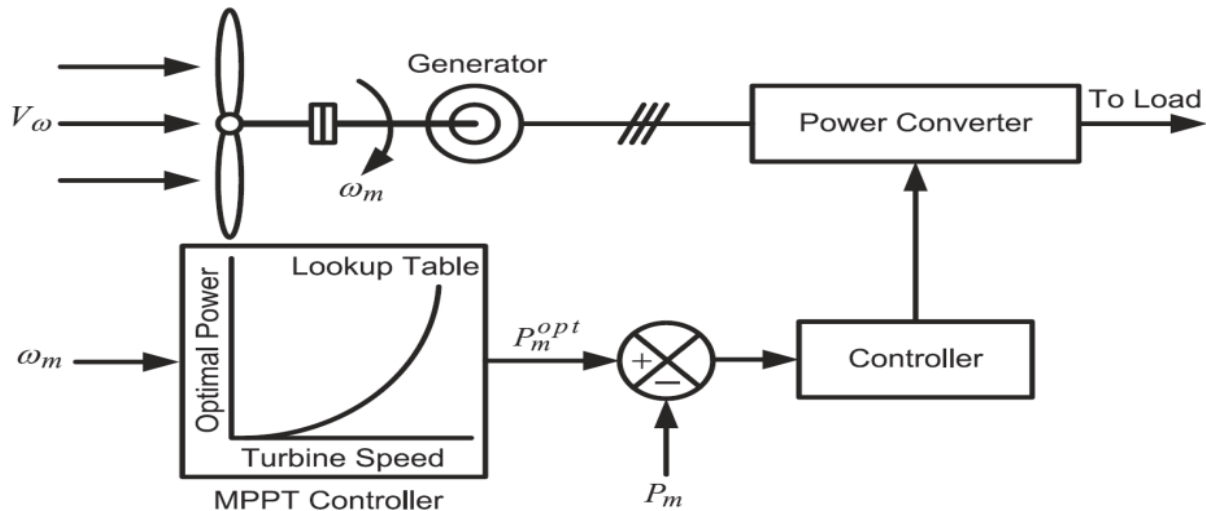 Generator
To Load
Power Converter
Vω
ωm
Lookup Table
Optimal Power
Turbine Speed
ωm
P_m^{opt}
+
−
Controller
MPPT Controller
Pm